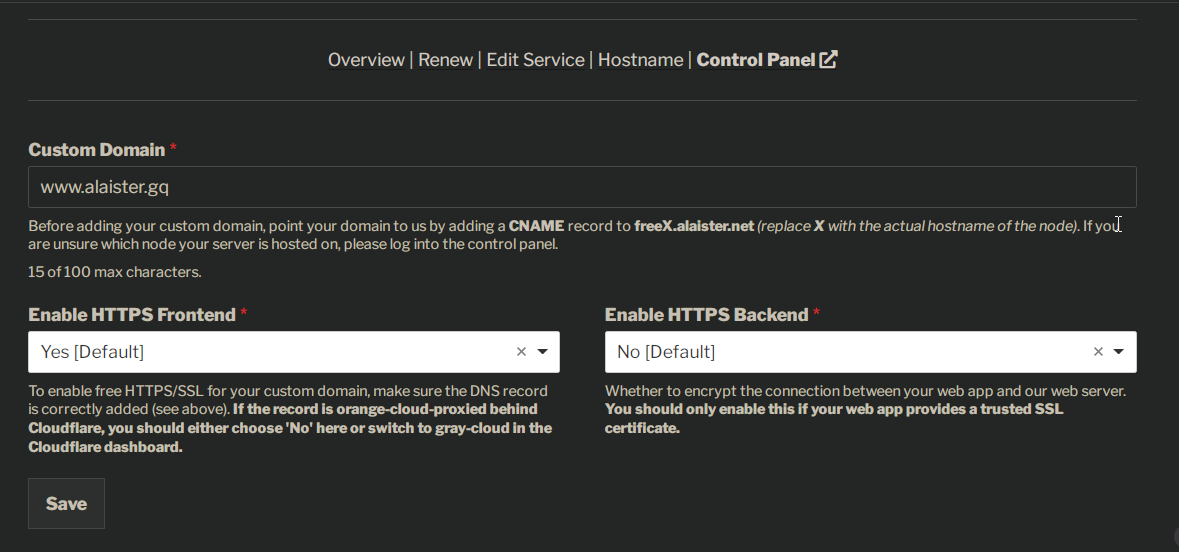 Overview | Renew | Edit Service | Hostname | Control Panel
Custom Domain *
www.alaister.gq
Before adding your custom domain, point your domain to us by adding a CNAME record to freeX.alaister.net (replace X with the actual hostname of the node). If you
are unsure which node your server is hosted on, please log into the control panel.
15 of 100 max characters.
Enable HTTPS Frontend *
Yes [Default]
To enable free HTTPS/SSL for your custom domain, make sure the DNS record
is correctly added (see above). If the record is orange-cloud-proxied behind
Cloudflare, you should either choose 'No' here or switch to gray-cloud in the
Cloudflare dashboard.
Enable HTTPS Backend *
No [Default]
Whether to encrypt the connection between your web app and our web server.
You should only enable this if your web app provides a trusted SSL
certificate.
Save